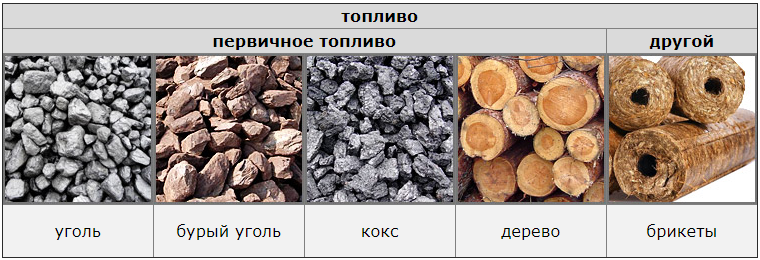 топливо
первичное топливо другой
уголь бурый уголь кокс дерево брикеты